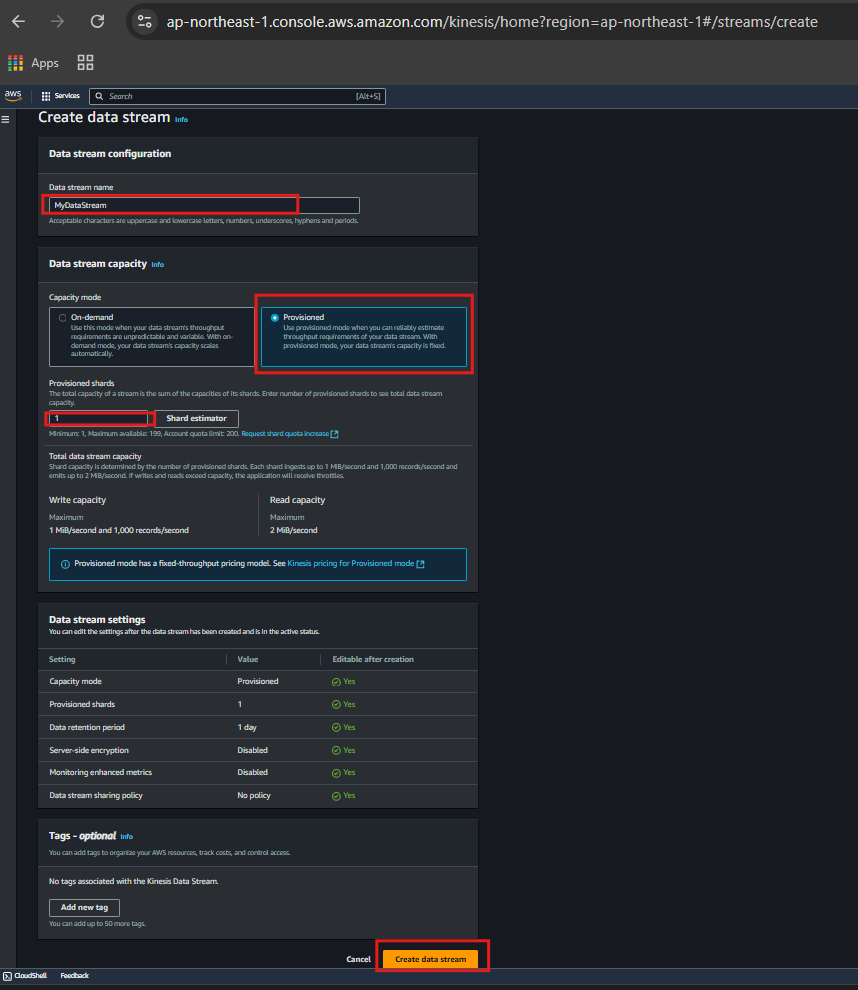 ap-northeast-1.console.aws.amazon.com/kinesis/home?region=ap-northeast-1#/streams/create
Apps
aws Services Search [Alt+S]
Create data stream Info
Data stream configuration
Data stream name
MyDataStream
Acceptable characters are uppercase and lowercase letters, numbers, underscores, hyphens and periods.
Data stream capacity Info
Capacity mode
On-demand
Use this mode when your data stream's throughput
requirements are unpredictable and variable. With on-
demand mode, your data stream's capacity scales
automatically.
Provisioned
Use provisioned mode when you can reliably estimate
throughput requirements of your data stream. With
provisioned mode, your data stream's capacity is fixed.
Provisioned shards
The total capacity of a stream is the sum of the capacities of its shards. Enter number of provisioned shards to see total data stream
capacity.
1 Shard estimator
Minimum: 1, Maximum available: 199, Account quota limit: 200. Request shard quota increase
Total data stream capacity
Shard capacity is determined by the number of provisioned shards. Each shard ingests up to 1 MiB/second and 1,000 records/second and
emits up to 2 MiB/second. If writes and reads exceed capacity, the application will receive throttles.
Write capacity
Maximum
1 MiB/second and 1,000 records/second
Read capacity
Maximum
2 MiB/second
Provisioned mode has a fixed-throughput pricing model. See Kinesis pricing for Provisioned mode
Data stream settings
You can edit the settings after the data stream has been created and is in the active status.
Setting Value Editable after creation
Capacity mode Provisioned Yes
Provisioned shards 1 Yes
Data retention period 1 day Yes
Server-side encryption Disabled Yes
Monitoring enhanced metrics Disabled Yes
Data stream sharing policy No policy Yes
Tags - optional Info
You can add tags to organize your AWS resources, track costs, and control access.
No tags associated with the Kinesis Data Stream.
Add new tag
You can add up to 50 more tags.
Cancel Create data stream
CloudShell Feedback